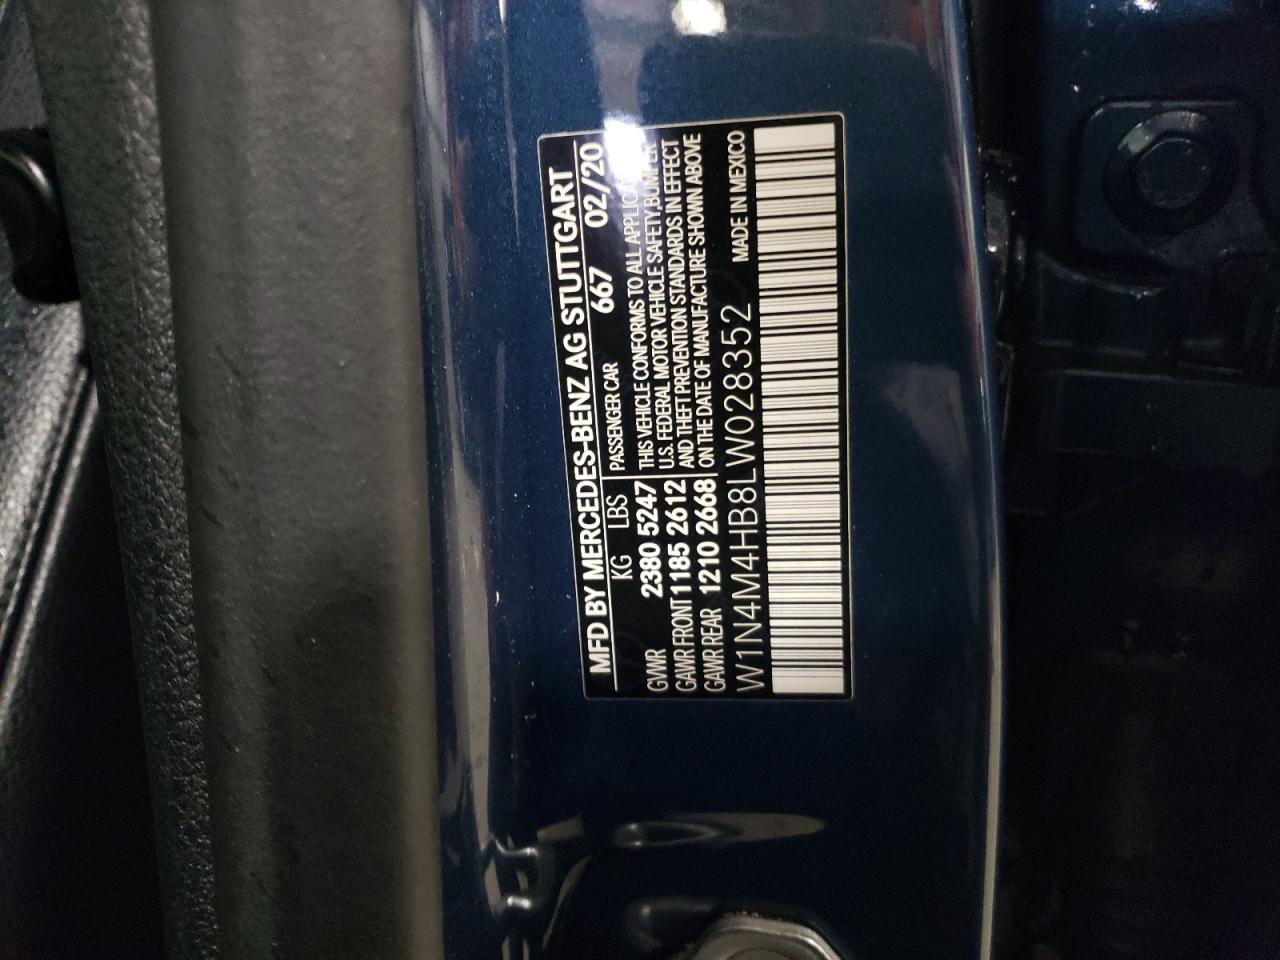 MFD BY MERCEDES-BENZ AG STUTTGART
KG LBS PASSENGER CAR 667 02/20
GVWR 2380 5247 THIS VEHICLE CONFORMS TO ALL
GAWR FRONT 1185 2612 U.S. FEDERAL MOTOR VEHICLE SAFETY, BUMPER
GAWR REAR 1210 2668 AND THEFT PREVENTION STANDARDS IN EFFECT
ON THE DATE OF MANUFACTURE SHOWN ABOVE
W1N4M4HB8LW028352 MADE IN MEXICO